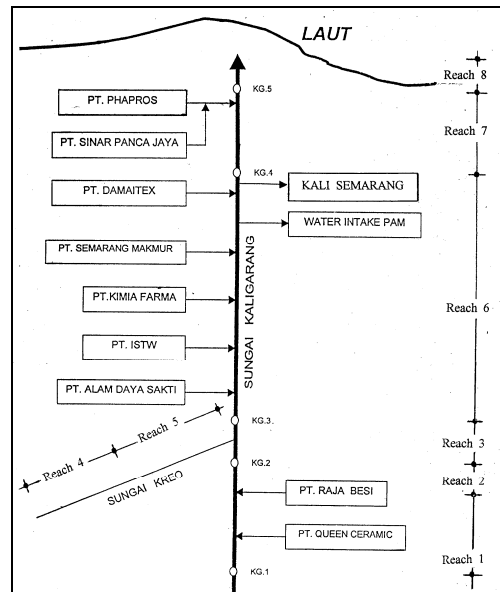 LAUT
Reach 8
KG.5
PT. PHAPROS
Reach 7
PT. SINAR PANCA JAYA
KG.4
PT. DAMAITEX
KALI SEMARANG
WATER INTAKE PAM
PT. SEMARANG MAKMUR
SUNGAI KALIGARANG
PT.KIMIA FARMA
Reach 6
PT. ISTW
PT. ALAM DAYA SAKTI
KG.3.
Reach 5
Reach 3
Reach 4
KG.2
SUNGAI KREO
Reach 2
PT. RAJA BESI
PT. QUEEN CERAMIC
Reach 1
KG.1